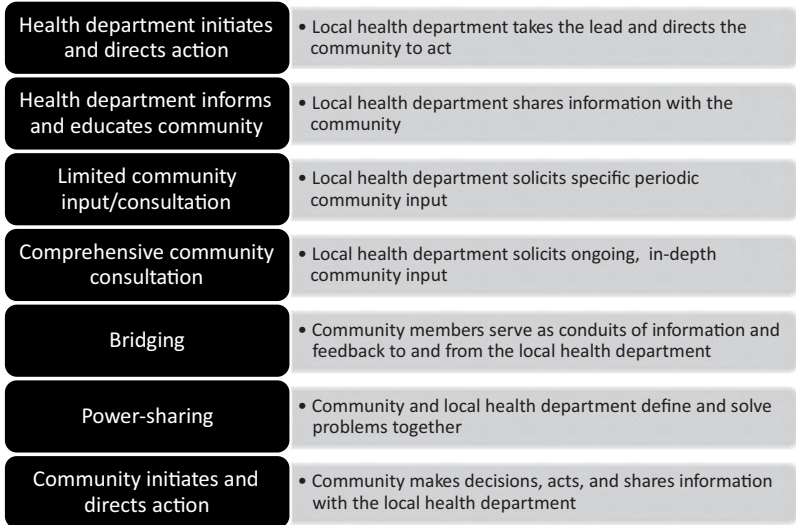 Health department initiates
and directs action
• Local health department takes the lead and directs the
community to act
Health department informs
and educates community
• Local health department shares information with the
community
Limited community
input/consultation
• Local health department solicits specific periodic
community input
Comprehensive community
consultation
• Local health department solicits ongoing, in-depth
community input
Bridging
• Community members serve as conduits of information and
feedback to and from the local health department
Power-sharing
• Community and local health department define and solve
problems together
Community initiates and
directs action
• Community makes decisions, acts, and shares information
with the local health department